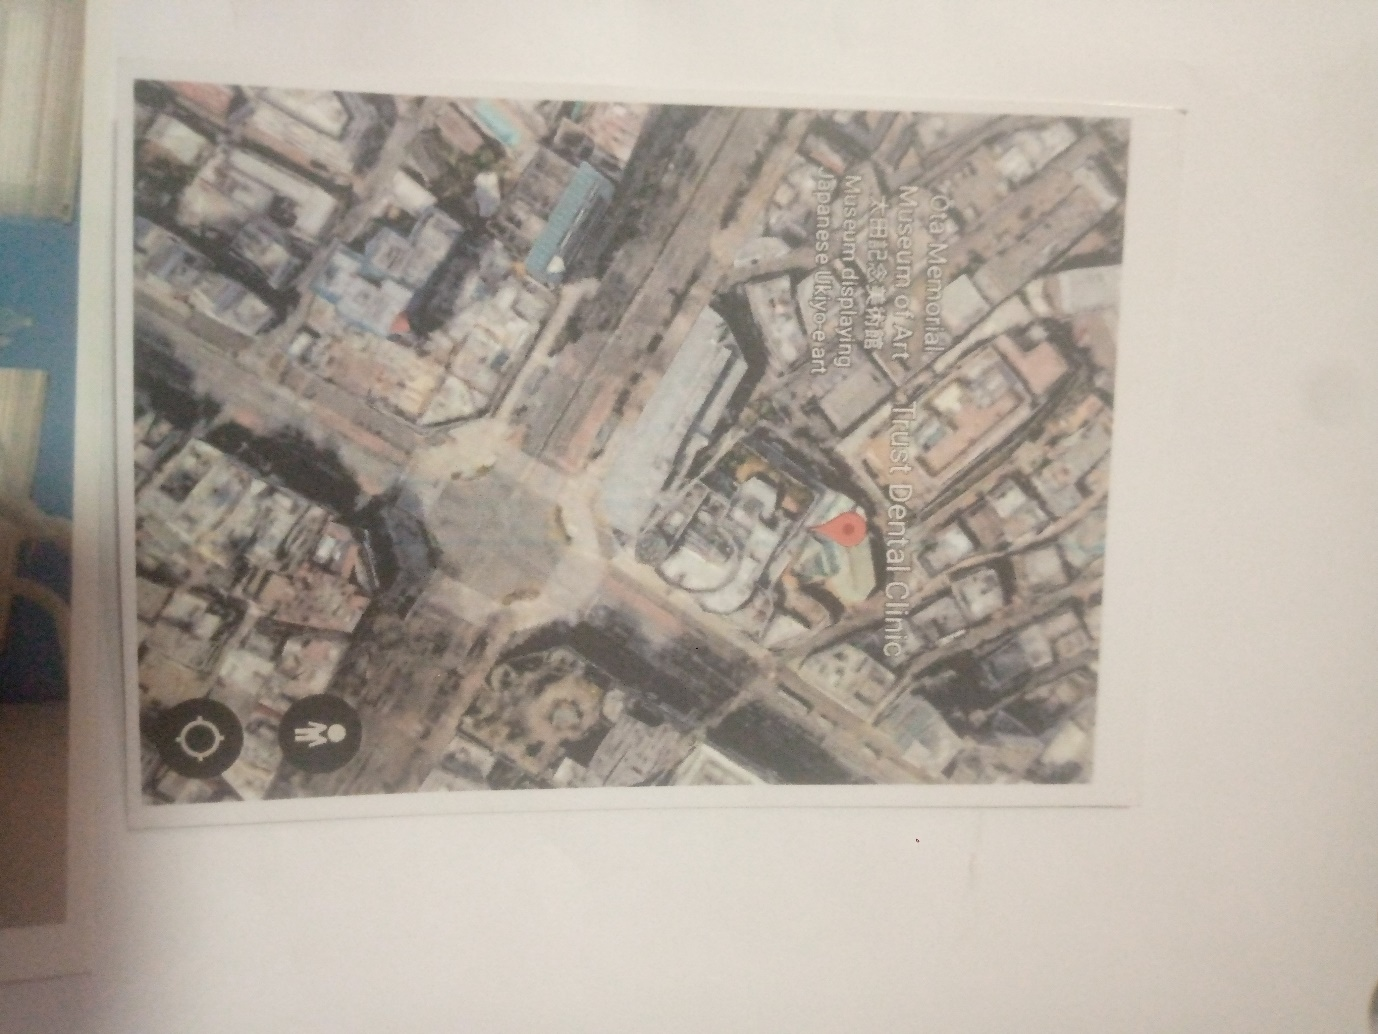 Ota Memorial
Museum of Art
太田記念美術館
Museum displaying
Japanese Ukiyo-e art
Trust Dental Clinic